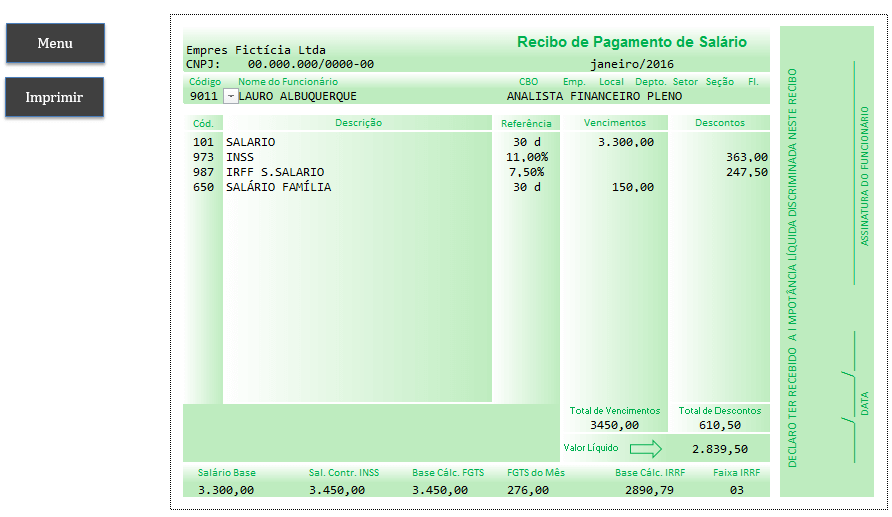 Menu
Imprimir
Recibo de Pagamento de Salário
Empres Fictícia Ltda
CNPJ: 00.000.000/0000-00 janeiro/2016
Código Nome do Funcionário CBO Emp. Local Depto. Setor Seção Fl.
9011 LAURO ALBUQUERQUE ANALISTA FINANCEIRO PLENO
Cód. Descrição Referência Vencimentos Descontos
101 SALARIO 30 d 3.300,00
973 INSS 11,00% 363,00
987 IRFF S.SALARIO 7,50% 247,50
650 SALÁRIO FAMÍLIA 30 d 150,00
Total de Vencimentos Total de Descontos
3450,00 610,50
Valor Líquido 2.839,50
Salário Base Sal. Contr. INSS Base Cálc. FGTS FGTS do Mês Base Cálc. IRRF Faixa IRRF
3.300,00 3.450,00 3.450,00 276,00 2890,79 03
DECLARO TER RECEBIDO A I MPOTÂNCIA LÍQUIDA DISCRIMINADA NESTE RECIBO
ASSINATURA DO FUNCIONÁRIO
DATA